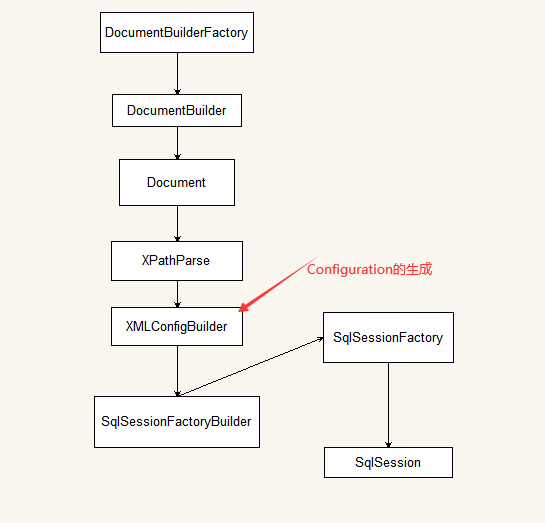 DocumentBuilderFactory
DocumentBuilder
Document
XPathParse
Configuration的生成
XMLConfigBuilder
SqlSessionFactory
SqlSessionFactoryBuilder
SqlSession